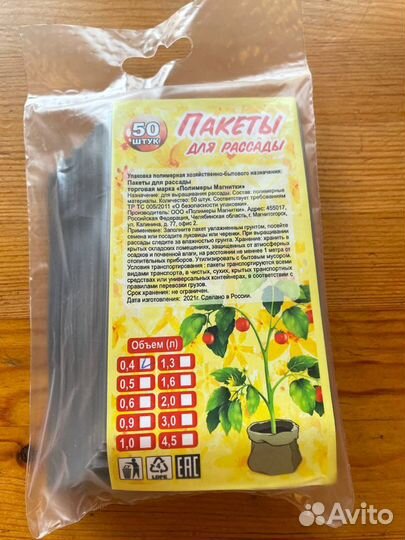 50
ШТУК
ПАКЕТЫ
ДЛЯ РАССАДЫ
Упаковка полимерная хозяйственно-бытового назначения:
Пакеты для рассады
торговая марка «Полимеры Магнитки»
Назначение: для выращивания рассады. Состав: полимерные
материалы. Количество: 50 штук. Соответствует требованиям
ТР ТС 005/2011 «О безопасности упаковки».
Производитель: ООО «Полимеры Магнитки». Адрес: 455017,
Российская Федерация, Челябинская область, г. Магнитогорск,
ул. Калинина, д.77, офис 2.
Применение: Заполните пакет увлажненным грунтом, посейте
семена или посадите луковицы или черенки. При выращивании
рассады следите за влажностью грунта. Хранение: хранить в
крытых складских помещениях, защищенных от атмосферных
осадков и почвенной влаги, на расстоянии не менее 1 метра от
отопительных приборов. Утилизируется с бытовым мусором.
Условия транспортирования: пакеты транспортируются всеми
видами транспорта, в чистых, сухих, крытых транспортных
средствах или универсальных контейнерах, в соответствии с
правилами перевозки грузов.
Срок хранения: не ограничен.
Дата изготовления: 2021г. Сделано в России.
Объем (л)
0,4 1,3
0,5 1,6
0,6 2,0
0,9 3,0
1,0 4,5
LDPE
EAC
Avito